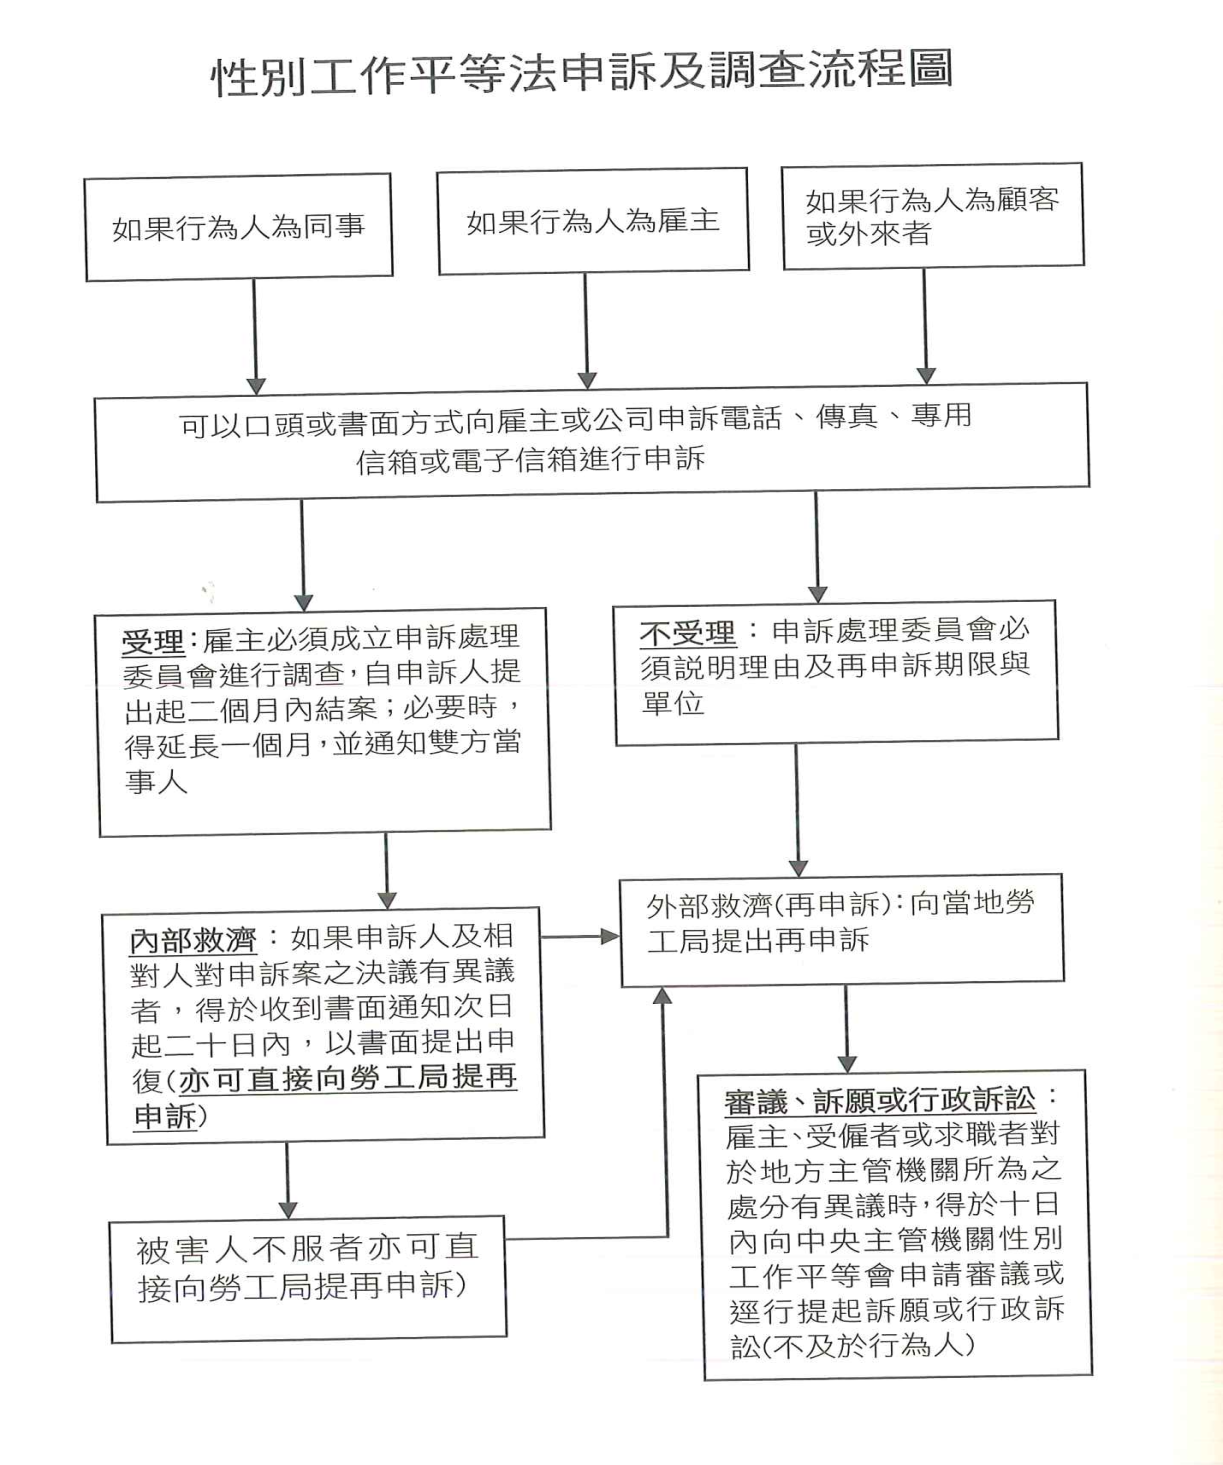 性別工作平等法申訴及調查流程圖
如果行為人為同事
如果行為人為雇主
如果行為人為顧客
或外來者
可以口頭或書面方式向雇主或公司申訴電話、傳真、專用
信箱或電子信箱進行申訴
受理：雇主必須成立申訴處理
委員會進行調查，自申訴人提
出起二個月內結案；必要時，
得延長一個月，並通知雙方當
事人
不受理：申訴處理委員會必
須說明理由及再申訴期限與
單位
內部救濟：如果申訴人及相
對人對申訴案之決議有異議
者，得於收到書面通知次日
起二十日內，以書面提出申
復(亦可直接向勞工局提再
申訴)
外部救濟(再申訴)：向當地勞
工局提出再申訴
被害人不服者亦可直
接向勞工局提再申訴)
審議、訴願或行政訴訟：
雇主、受僱者或求職者對
於地方主管機關所為之
處分有異議時，得於十日
內向中央主管機關性別
工作平等會申請審議或
逕行提起訴願或行政訴
訟(不及於行為人)